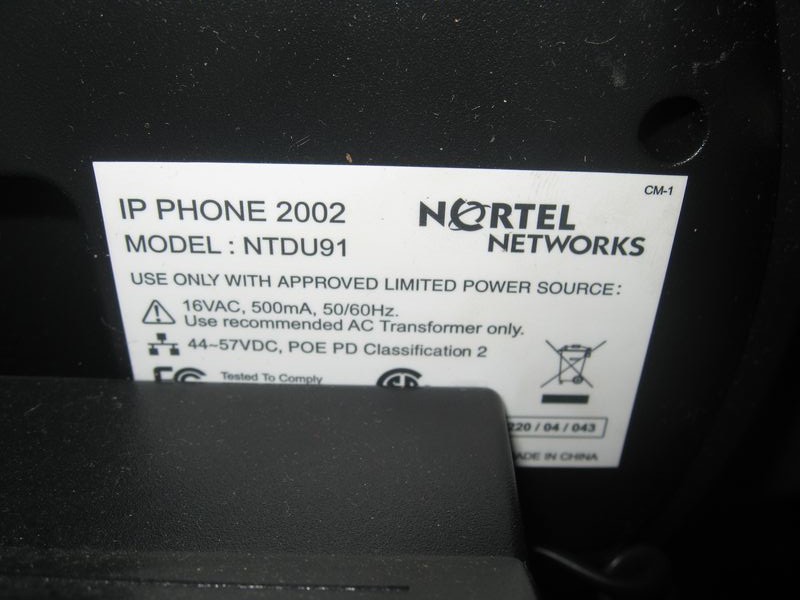 CM-1
IP PHONE 2002
NORTEL
NETWORKS
MODEL : NTDU91
USE ONLY WITH APPROVED LIMITED POWER SOURCE:
16VAC, 500mA, 50/60Hz.
Use recommended AC Transformer only.
44~57VDC, POE PD Classification 2
FC Tested To Comply
220 / 04 / 043
MADE IN CHINA